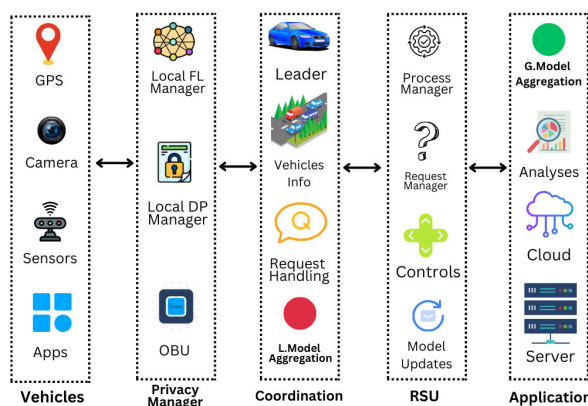 GPS
Camera
Sensors
Apps
Vehicles
Local FL
Manager
Local DP
Manager
OBU
Privacy
Manager
Leader
Vehicles
Info
Q
Request
Handling
L.Model
Aggregation
Coordination
Process
Manager
?
Request
Manager
Controls
Model
Updates
RSU
G.Model
Aggregation
Analyses
Cloud
Server
Application